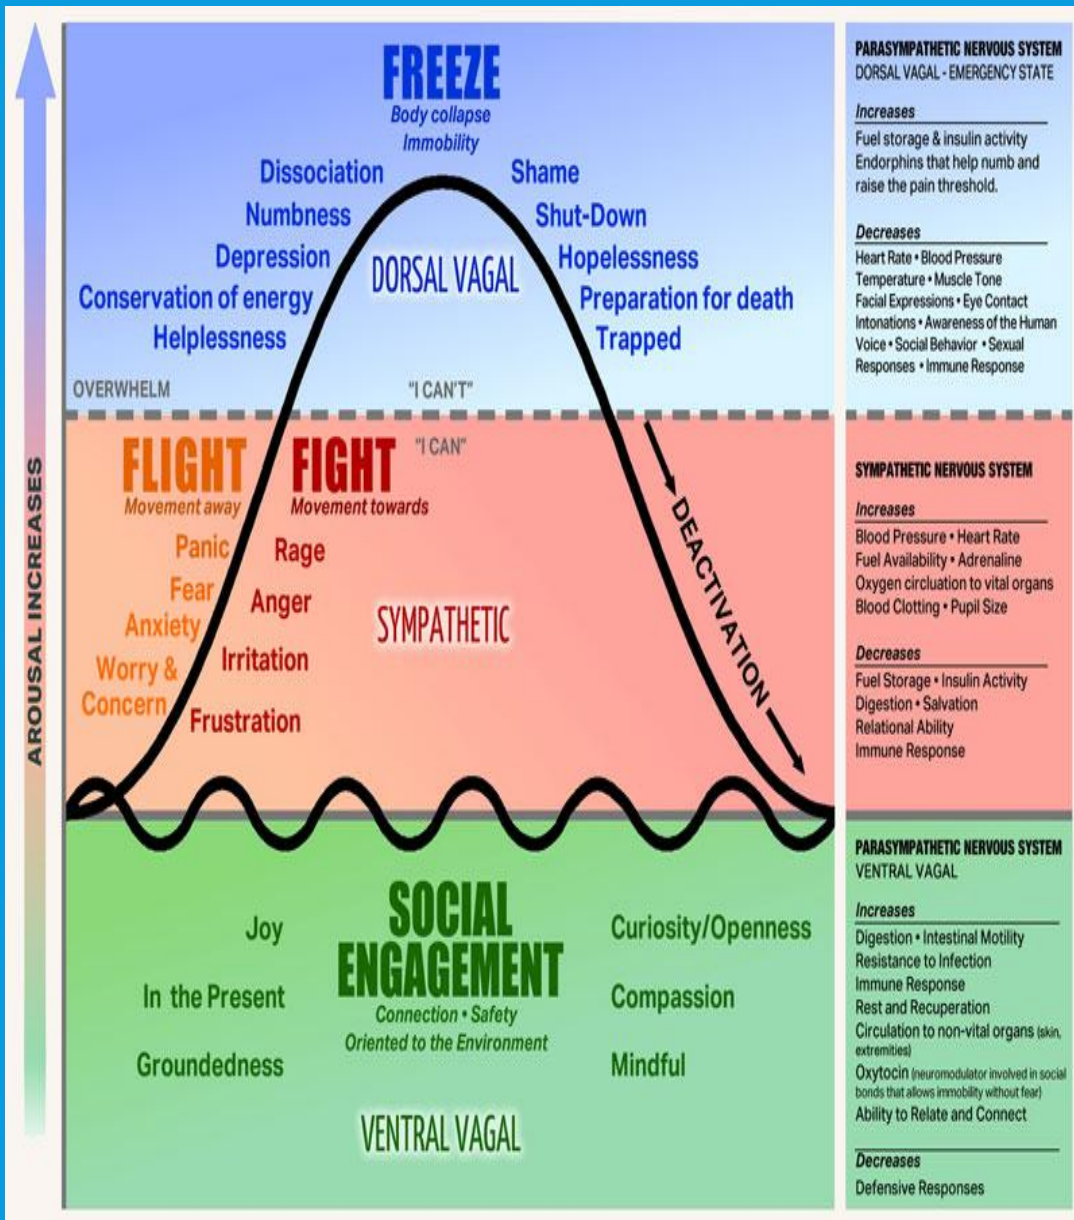 FREEZE
Body collapse
Immobility
Dissociation
Shame
Numbness
Shut-Down
Depression
Hopelessness
DORSAL VAGAL
Conservation of energy
Preparation for death
Helplessness
Trapped
OVERWHELM
"I CAN'T"
"I CAN"
FLIGHT
Movement away
FIGHT
Movement towards
Panic
Rage
Fear
Anger
Anxiety
Irritation
Worry &
Concern
Frustration
SYMPATHETIC
DEACTIVATION
AROUSAL INCREASES
SOCIAL
ENGAGEMENT
Connection • Safety
Oriented to the Environment
Joy
Curiosity/Openness
In the Present
Compassion
Groundedness
Mindful
VENTRAL VAGAL
PARASYMPATHETIC NERVOUS SYSTEM
DORSAL VAGAL - EMERGENCY STATE
Increases
Fuel storage & insulin activity
Endorphins that help numb and
raise the pain threshold.
Decreases
Heart Rate • Blood Pressure
Temperature • Muscle Tone
Facial Expressions • Eye Contact
Intonations • Awareness of the Human
Voice • Social Behavior • Sexual
Responses • Immune Response
SYMPATHETIC NERVOUS SYSTEM
Increases
Blood Pressure • Heart Rate
Fuel Availability • Adrenaline
Oxygen circluation to vital organs
Blood Clotting • Pupil Size
Decreases
Fuel Storage • Insulin Activity
Digestion • Salvation
Relational Ability
Immune Response
PARASYMPATHETIC NERVOUS SYSTEM
VENTRAL VAGAL
Increases
Digestion • Intestinal Motility
Resistance to Infection
Immune Response
Rest and Recuperation
Circulation to non-vital organs (skin,
extremities)
Oxytocin (neuromodulator involved in social
bonds that allows immobility without fear)
Ability to Relate and Connect
Decreases
Defensive Responses